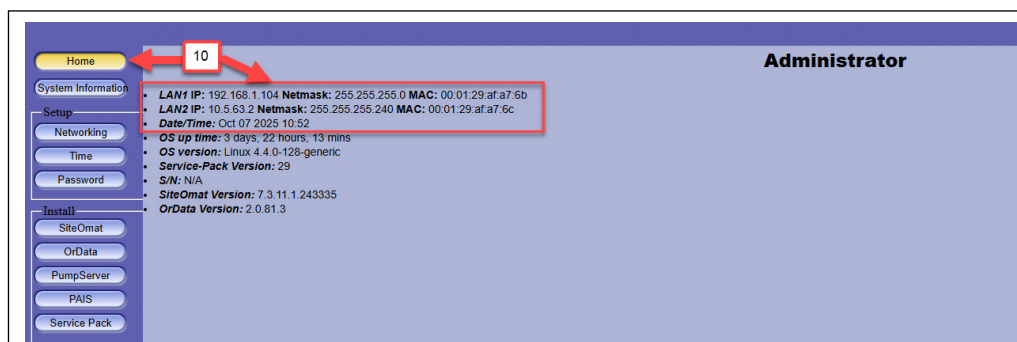 Administrator
Home
10
System Information
Setup
Networking
Time
Password
Install
SiteOmat
OrData
PumpServer
PAIS
Service Pack
LAN1 IP: 192.168.1.104 Netmask: 255.255.255.0 MAC: 00:01:29:af:a7:6b
LAN2 IP: 10.5.63.2 Netmask: 255.255.255.240 MAC: 00:01:29:af:a7:6c
Date/Time: Oct 07 2025 10:52
OS up time: 3 days, 22 hours, 13 mins
OS version: Linux 4.4.0-128-generic
Service-Pack Version: 29
S/N: N/A
SiteOmat Version: 7.3.11.1.243335
OrData Version: 2.0.81.3